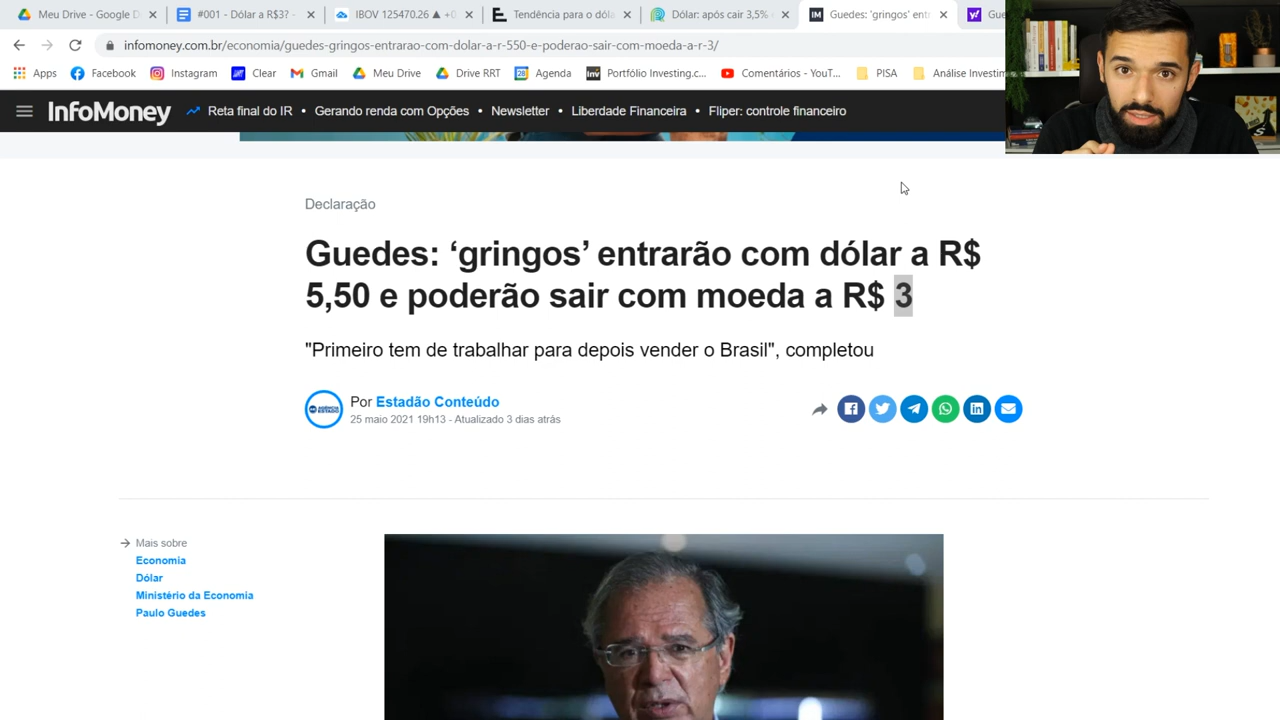 Meu Drive - Google D
#001 - Dólar a R$3? -
IBOV 125470.26 ▲ +0.
Tendência para o dóla
Dólar: após cair 3,5%
Guedes: 'gringos' entr
Gue
infomoney.com.br/economia/guedes-gringos-entrarao-com-dolar-a-r-550-e-poderao-sair-com-moeda-a-r-3/
Apps
Facebook
Instagram
Clear
Gmail
Meu Drive
Drive RRT
Agenda
Portfólio Investing.c...
Comentários - YouT...
PISA
Análise Investim
InfoMoney
Reta final do IR • Gerando renda com Opções • Newsletter • Liberdade Financeira • Fliper: controle financeiro
Declaração
Guedes: ‘gringos’ entrarão com dólar a R$
5,50 e poderão sair com moeda a R$ 3
"Primeiro tem de trabalhar para depois vender o Brasil", completou
Por Estadão Conteúdo
25 maio 2021 19h13 - Atualizado 3 dias atrás
Mais sobre
Economia
Dólar
Ministério da Economia
Paulo Guedes